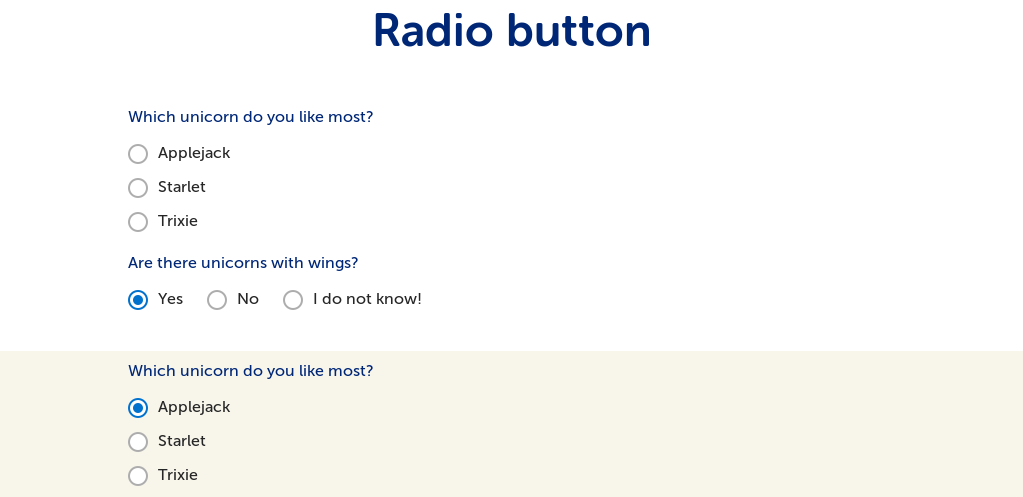 Radio button
Which unicorn do you like most?
Applejack
Starlet
Trixie
Are there unicorns with wings?
Yes No I do not know!
Which unicorn do you like most?
Applejack
Starlet
Trixie